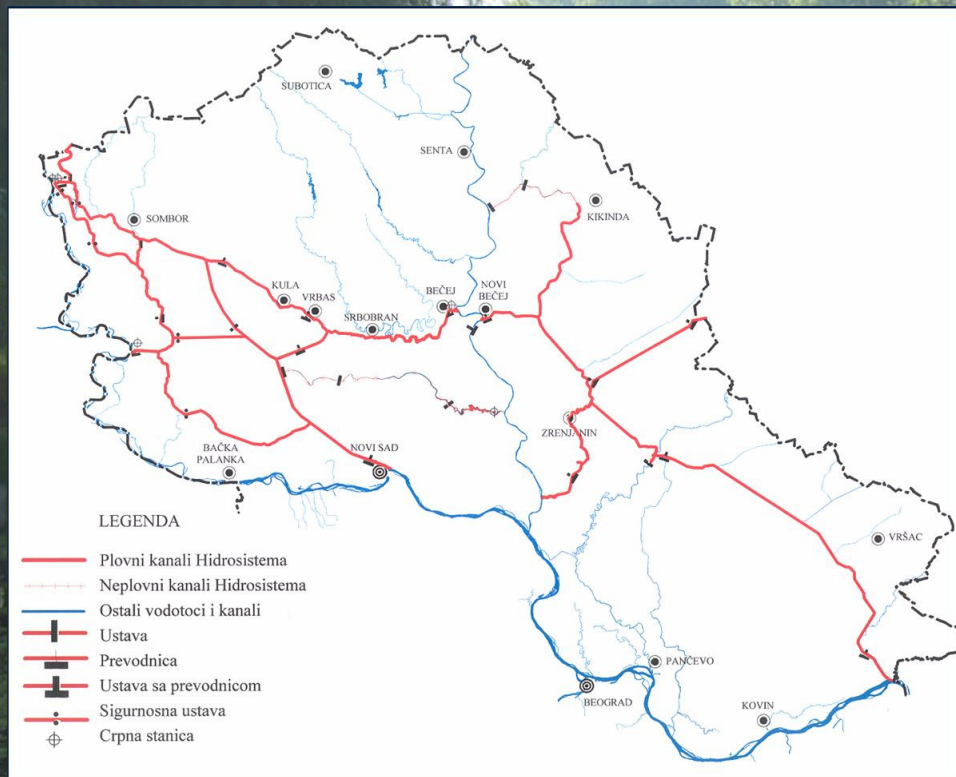 SUBOTICA
SENTA
KIKINDA
SOMBOR
KULA
VRBAS
SRBOBRAN
BEČEJ
NOVI
BEČEJ
ZRENJANIN
BAČKA
PALANKA
NOVI SAD
VRŠAC
PANČEVO
BEOGRAD
KOVIN
LEGENDA
Plovni kanali Hidrosistema
Neplovni kanali Hidrosistema
Ostali vodotoci i kanali
Ustava
Prevodnica
Ustava sa prevodnicom
Sigurnosna ustava
Crpna stanica